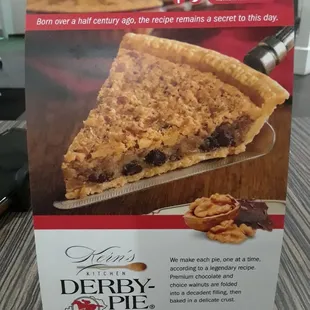 Born over a half century ago, the recipe remains a secret to this day.
Kern's
KITCHEN
DERBY-
PIE®
We make each pie, one at a time,
according to a legendary recipe.
Premium chocolate and
choice walnuts are folded
into a decadent filling, then
baked in a delicate crust.